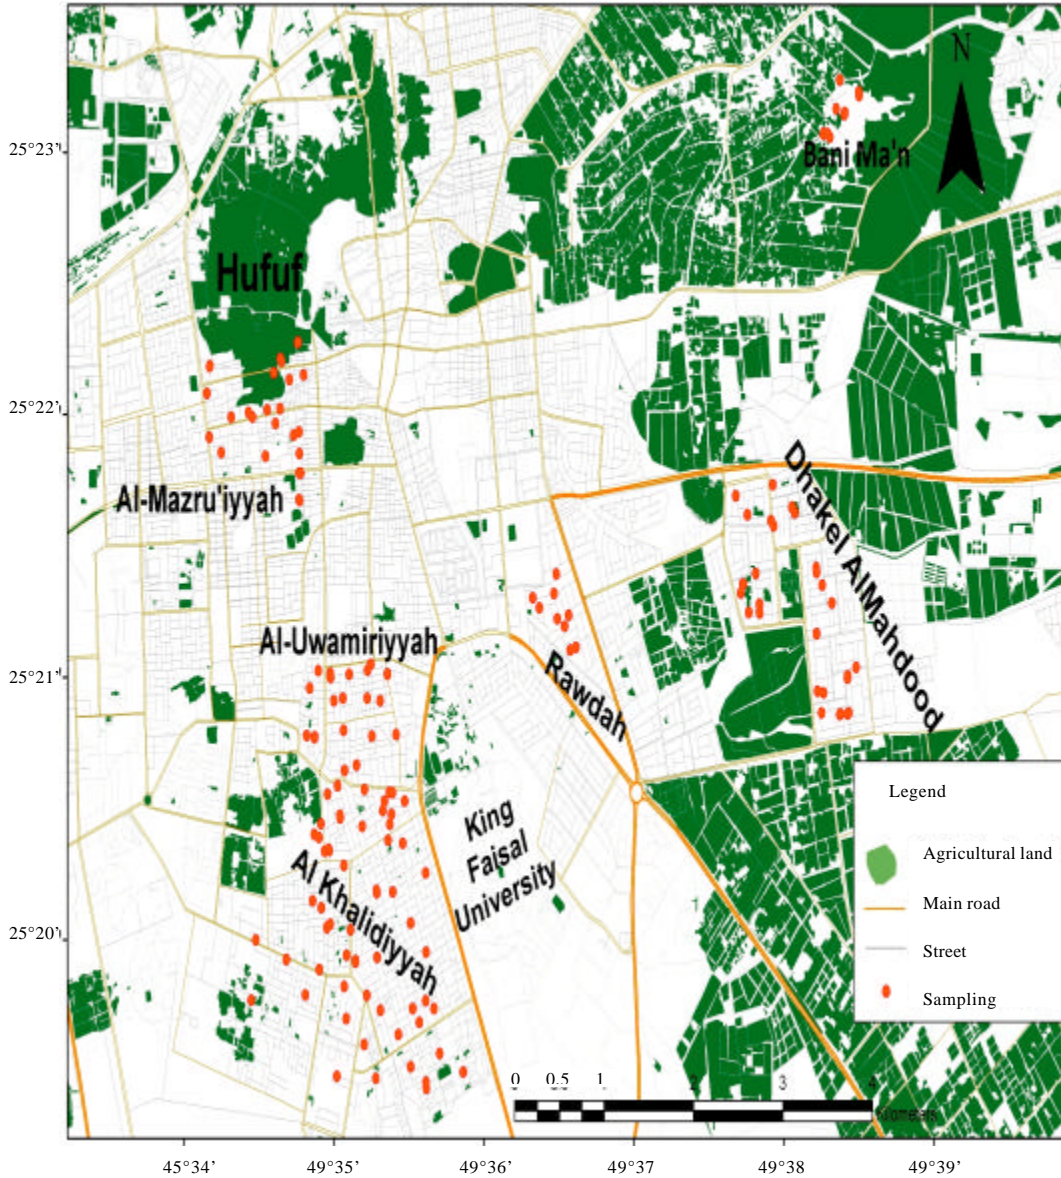 N
25°23'
Bani Ma'n
Hufuf
25°22'
Al-Mazru'iyyah
Dhakel AlMahdood
Al-Uwamiriyyah
25°21'
Rawdah
King
Faisal
University
Al Khalidiyyah
25°20'
Legend
Agricultural land
Main road
Street
Sampling
0 0.5 1 2 3 4
Kilometers
45°34' 49°35' 49°36' 49°37' 49°38' 49°39'